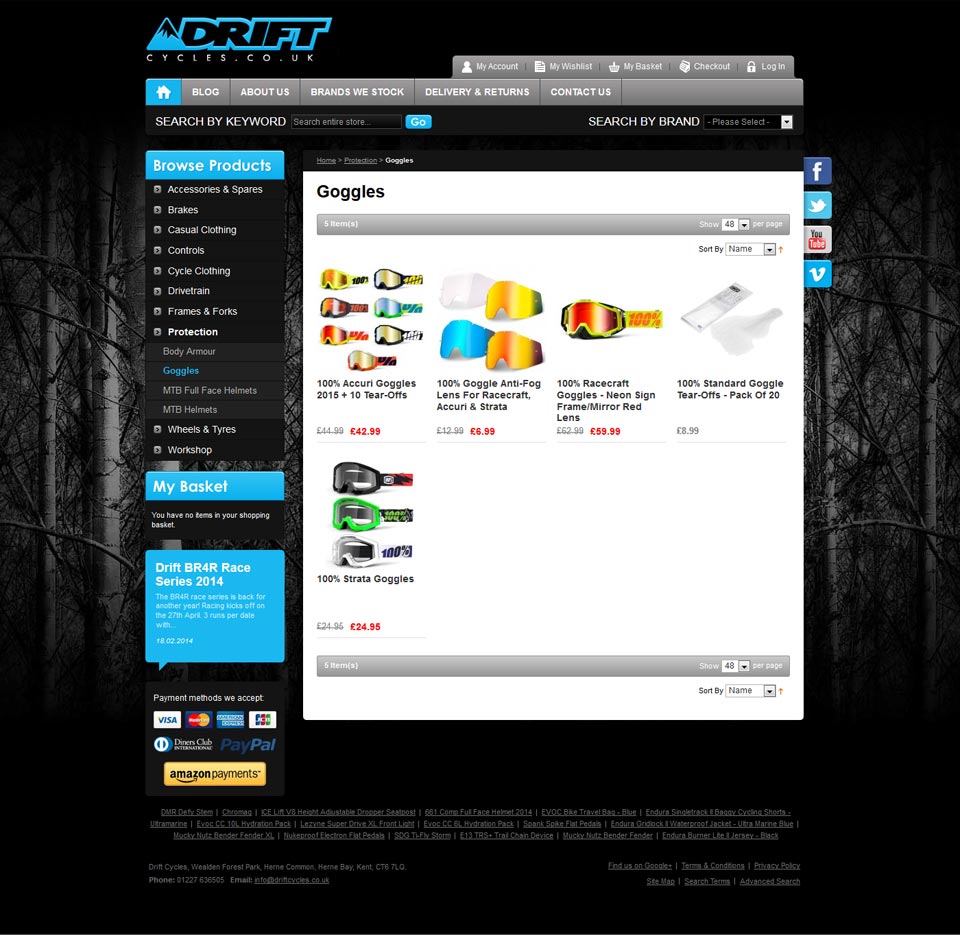 DRIFT
CYCLES.CO.UK
My Account | My Wishlist | My Basket | Checkout | Log In
BLOG ABOUT US BRANDS WE STOCK DELIVERY & RETURNS CONTACT US
SEARCH BY KEYWORD Search entire store... Go SEARCH BY BRAND - Please Select -
Browse Products
Accessories & Spares
Brakes
Casual Clothing
Controls
Cycle Clothing
Drivetrain
Frames & Forks
Protection
Body Armour
Goggles
MTB Full Face Helmets
MTB Helmets
Wheels & Tyres
Workshop
My Basket
You have no items in your shopping
basket.
Drift BR4R Race
Series 2014
The BR4R race series is back for
another year! Racing kicks off on
the 27th April. 3 runs per date
with...
18.02.2014
Payment methods we accept:
VISA MasterCard AMERICAN EXPRESS JCB
Diners Club
INTERNATIONAL
PayPal
amazonpayments
Home > Protection > Goggles
Goggles
5 Item(s) Show 48 per page
Sort By Name
100% Accuri Goggles
2015 + 10 Tear-Offs
£44.99 £42.99
100% Goggle Anti-Fog
Lens For Racecraft,
Accuri & Strata
£12.99 £6.99
100% Racecraft
Goggles - Neon Sign
Frame/Mirror Red
Lens
£62.99 £59.99
100% Standard Goggle
Tear-Offs - Pack Of 20
£8.99
100% Strata Goggles
£24.95 £24.95
5 Item(s) Show 48 per page
Sort By Name
f
You
Tube
DMR Defy Stem | Chromag | ICE Lift V8 Height Adjustable Dropper Seatpost | 661 Comp Full Face Helmet 2014 | EVOC Bike Travel Bag - Blue | Endura Singletrack II Baggy Cycling Shorts -
Ultramarine | Evoc CC 10L Hydration Pack | Lezyne Super Drive XL Front Light | Evoc CC 6L Hydration Pack | Spank Spike Flat Pedals | Endura Gridlock II Waterproof Jacket - Ultra Marine Blue |
Mucky Nutz Bender Fender XL | Nukeproof Electron Flat Pedals | SDG Ti-Fly Storm | E13 TRS+ Trail Chain Device | Mucky Nutz Bender Fender | Endura Burner Lite II Jersey - Black
Drift Cycles, Wealden Forest Park, Herne Common, Herne Bay, Kent, CT6 7LQ.
Phone: 01227 636505 Email: info@driftcycles.co.uk
Find us on Google+ | Terms & Conditions | Privacy Policy
Site Map | Search Terms | Advanced Search